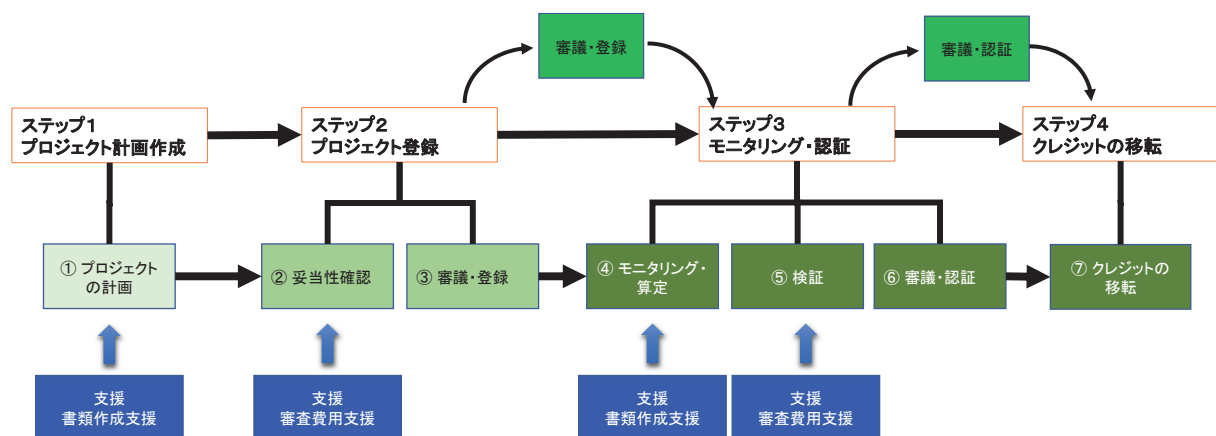 審議・登録
審議・認証
ステップ1
プロジェクト計画作成
ステップ2
プロジェクト登録
ステップ3
モニタリング・認証
ステップ4
クレジットの移転
① プロジェクト
の計画
② 妥当性確認
③ 審議・登録
④ モニタリング・
算定
⑤ 検証
⑥ 審議・認証
⑦ クレジットの
移転
支援
書類作成支援
支援
審査費用支援
支援
書類作成支援
支援
審査費用支援